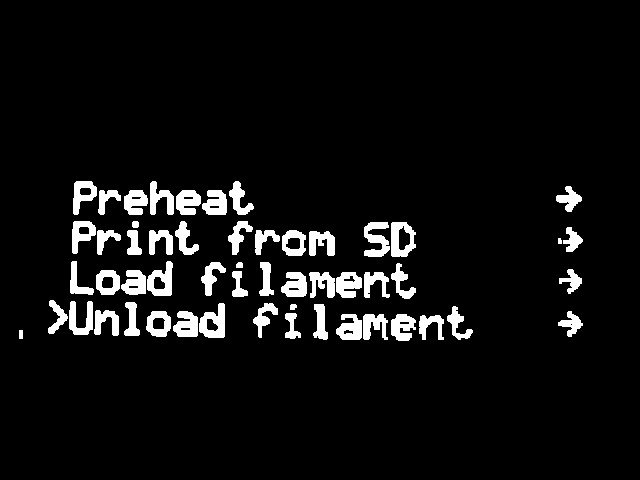 Preheat →
Print from SD →
Load filament →
>Unload filament →